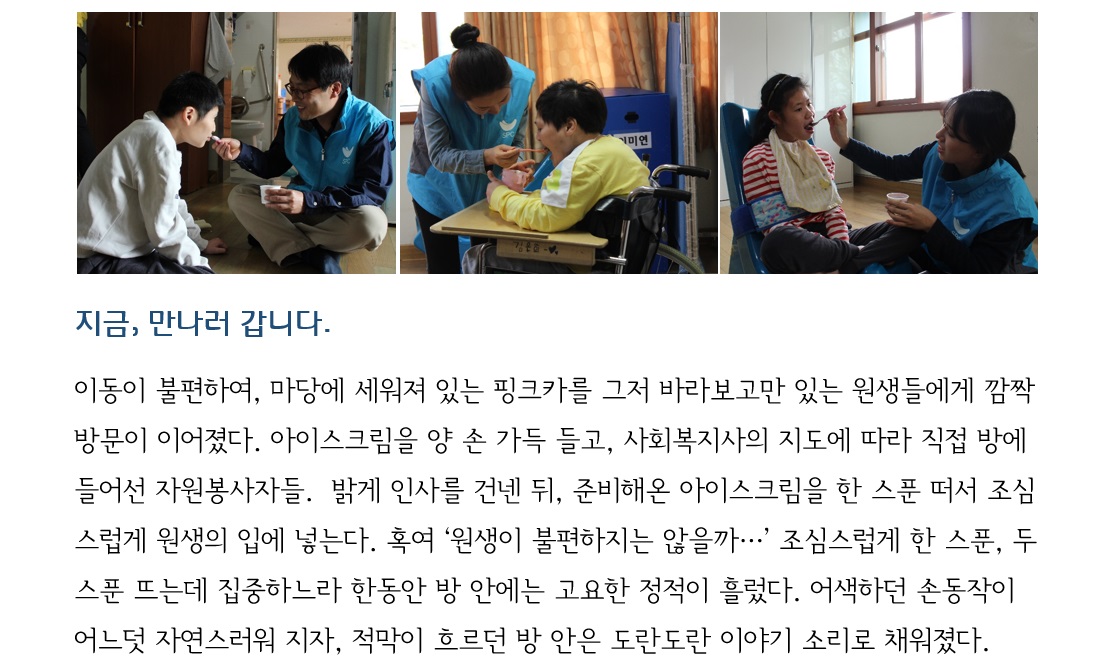 이미연
지금, 만나러 갑니다.
이동이 불편하여, 마당에 세워져 있는 핑크카를 그저 바라보고만 있는 원생들에게 깜짝
방문이 이어졌다. 아이스크림을 양 손 가득 들고, 사회복지사의 지도에 따라 직접 방에
들어선 자원봉사자들.  밝게 인사를 건넨 뒤, 준비해온 아이스크림을 한 스푼 떠서 조심
스럽게 원생의 입에 넣는다. 혹여 ‘원생이 불편하지는 않을까…’ 조심스럽게 한 스푼, 두
스푼 뜨는데 집중하느라 한동안 방 안에는 고요한 정적이 흘렀다. 어색하던 손동작이
어느덧 자연스러워 지자, 적막이 흐르던 방 안은 도란도란 이야기 소리로 채워졌다.